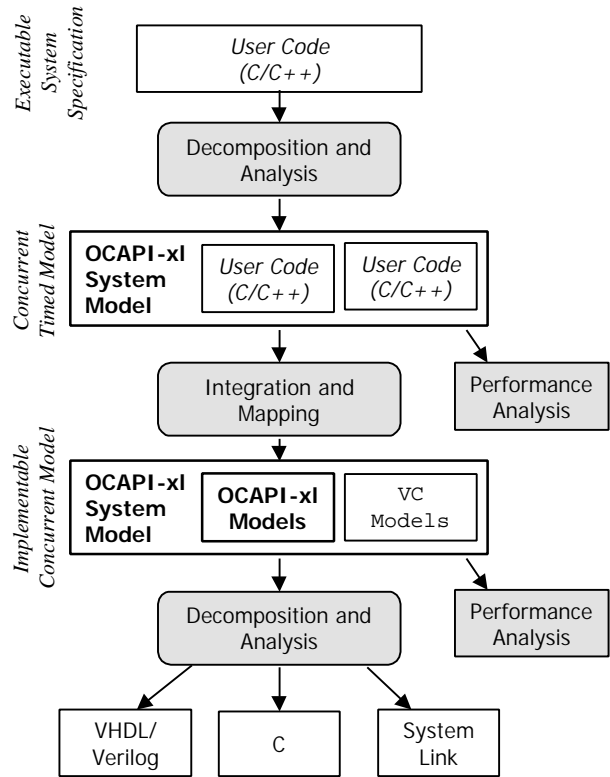 Executable
System
Specification
User Code
(C/C++)
Decomposition and
Analysis
Concurrent
Timed Model
OCAPI-xl
System
Model
User Code
(C/C++)
User Code
(C/C++)
Integration and
Mapping
Performance
Analysis
Implementable
Concurrent Model
OCAPI-xl
System
Model
OCAPI-xl
Models
VC
Models
Decomposition and
Analysis
Performance
Analysis
VHDL/
Verilog
C
System
Link